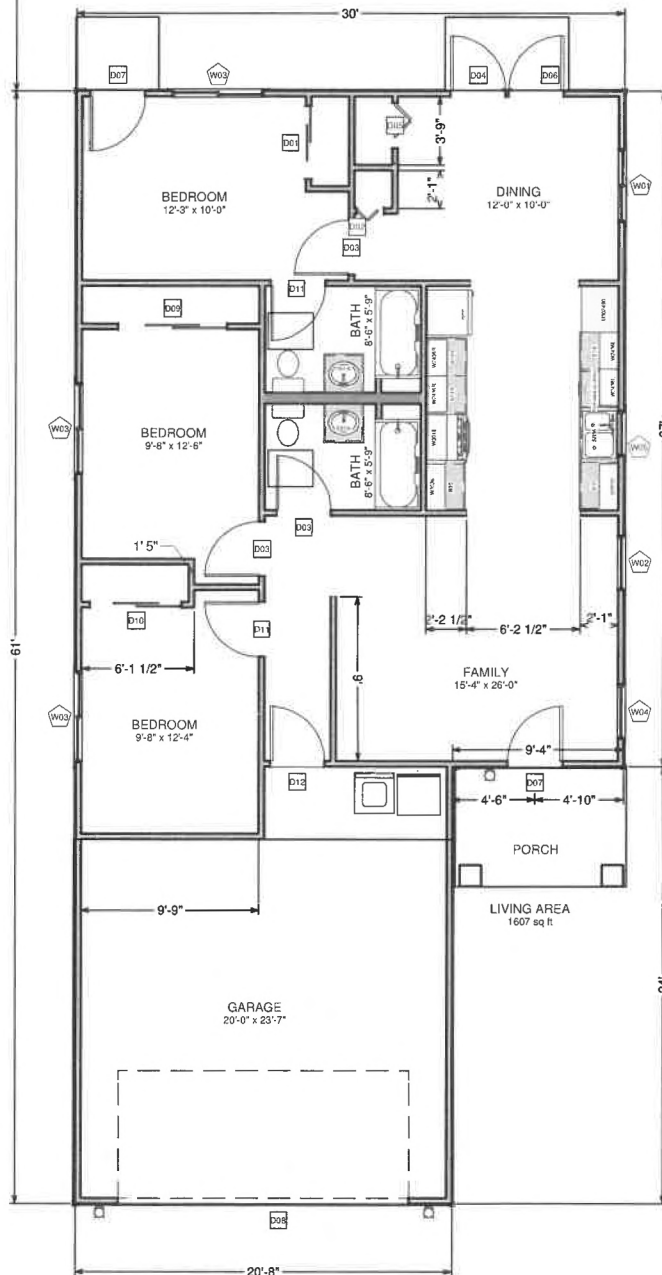 30'
D07
W03
D04
D06
D01
3'-9"
BEDROOM
12'-3" x 10'-0"
2'-1"
DINING
12'-0" x 10'-0"
W01
D03
D11
D09
BATH
8'-6" x 5'-9"
W03
BEDROOM
9'-8" x 12'-6"
BATH
8'-6" x 5'-9"
W05
D03
D03
1' 5"
W02
D10
D11
2'-2 1/2"
6'-2 1/2"
2'-1"
61'
6'-1 1/2"
9'
FAMILY
15'-4" x 26'-0"
W03
BEDROOM
9'-8" x 12'-4"
W04
9'-4"
D12
D07
4'-6"
4'-10"
PORCH
9'-9"
LIVING AREA
1607 sq ft
GARAGE
20'-0" x 23'-7"
D08
20'-8"